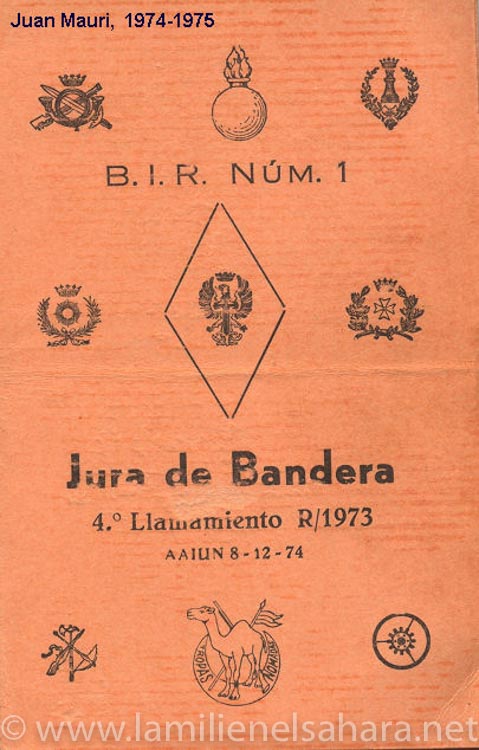 Juan Mauri, 1974-1975
B.I.R. NÚM. 1
Jura de Bandera
4.º Llamamiento R/1973
AAIUN 8-12-74
TROPAS NOMADAS
© www.lamilienelsahara.net